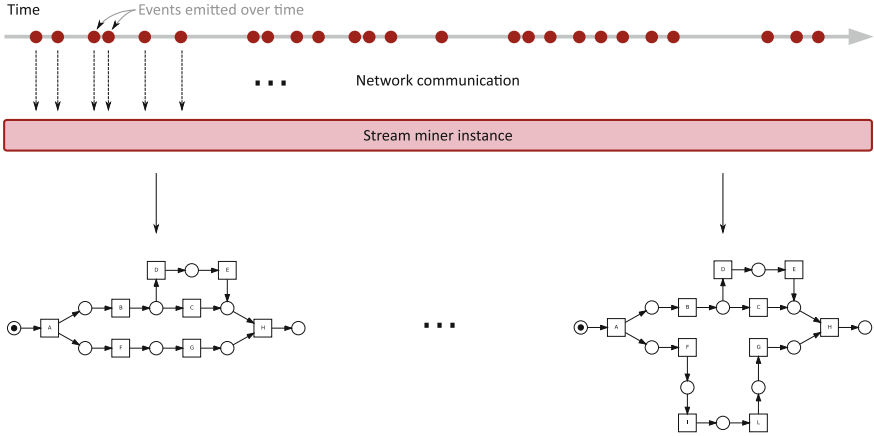 Time
Events emitted over time
... Network communication
Stream miner instance
D E
B C
A H
F G
...
D E
B C
A H
F G
I L